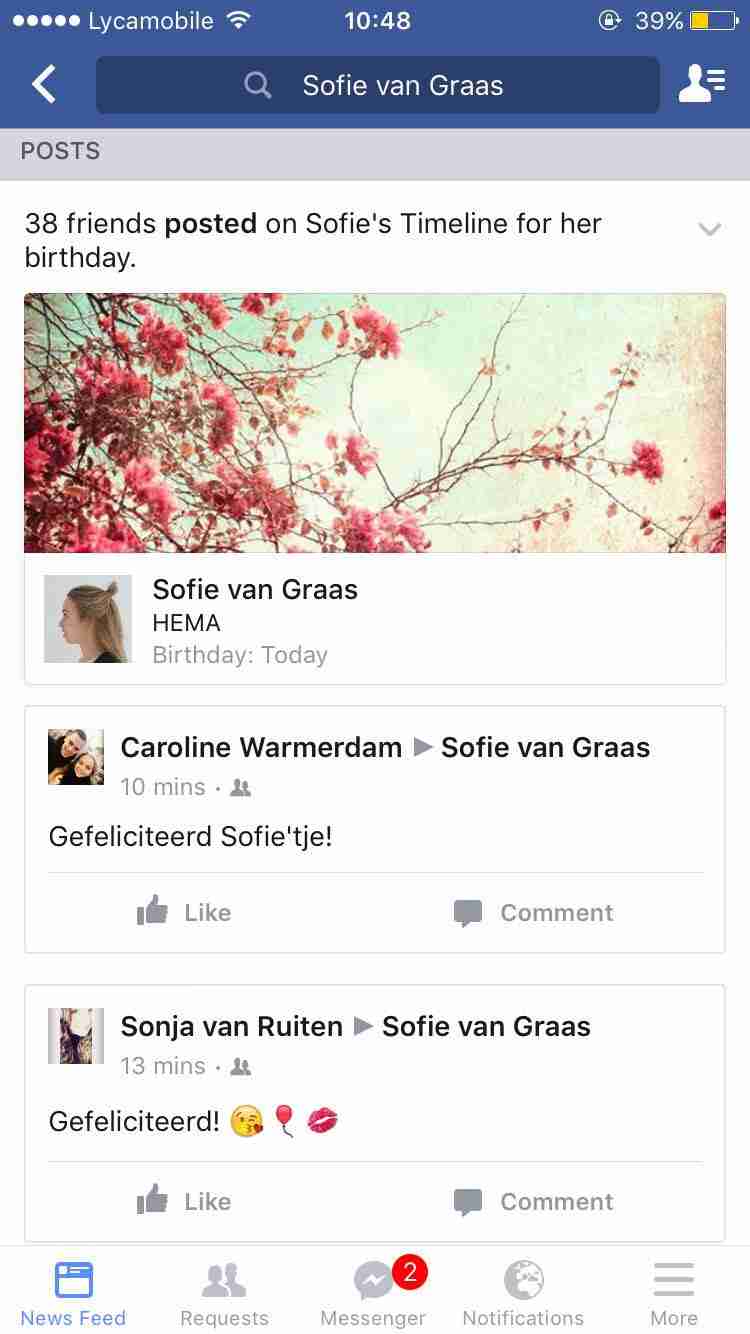 Lycamobile 10:48 39%
Sofie van Graas
POSTS
38 friends posted on Sofie's Timeline for her
birthday.
Sofie van Graas
HEMA
Birthday: Today
Caroline Warmerdam ▶ Sofie van Graas
10 mins ·
Gefeliciteerd Sofie'tje!
Like Comment
Sonja van Ruiten ▶ Sofie van Graas
13 mins ·
Gefeliciteerd! 😘🎈💋
Like Comment
2
News Feed Requests Messenger Notifications More